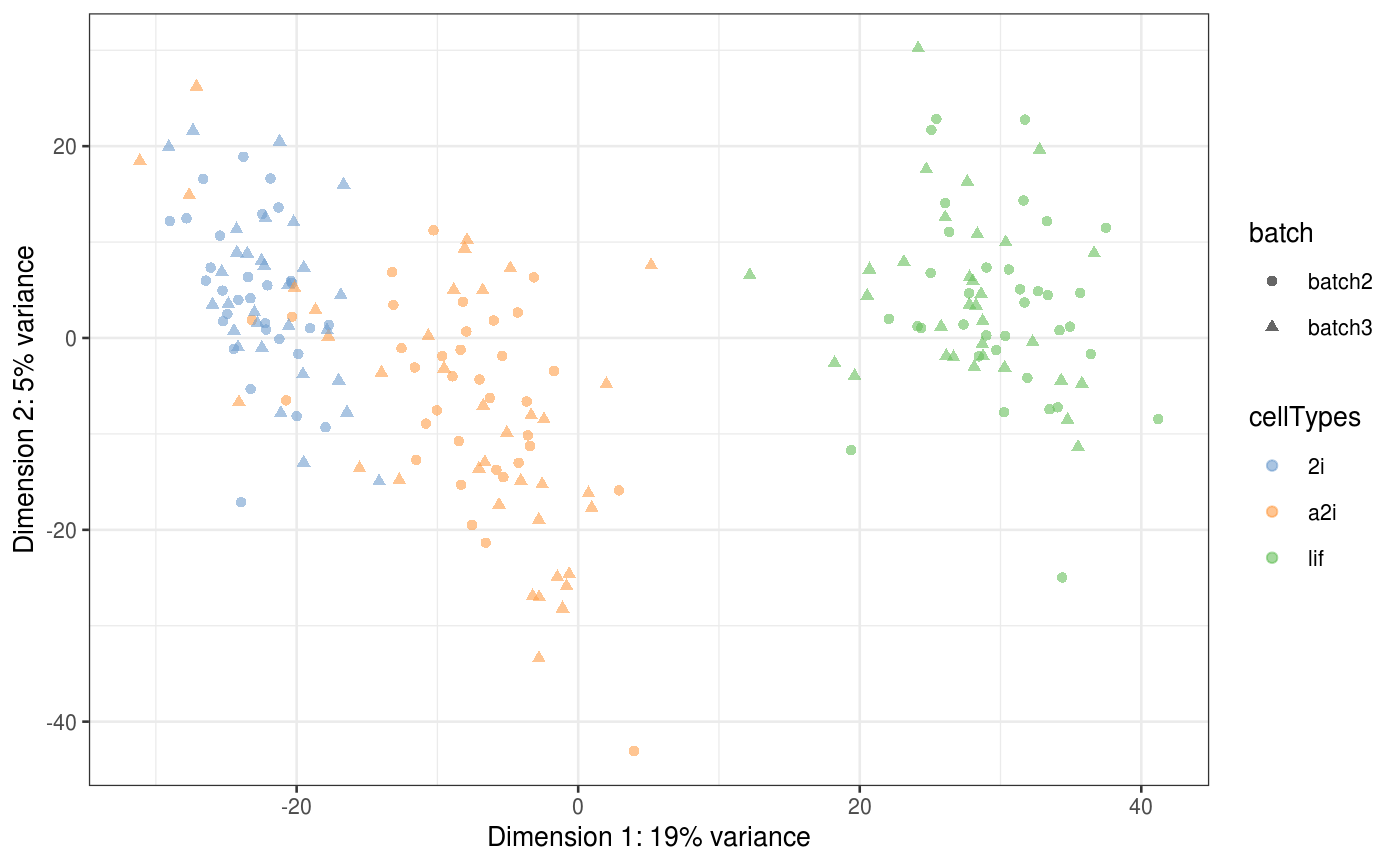 20
0
-20
-40
Dimension 2: 5% variance
-20
0
20
40
Dimension 1: 19% variance
batch
batch2
batch3
cellTypes
2i
a2i
lif